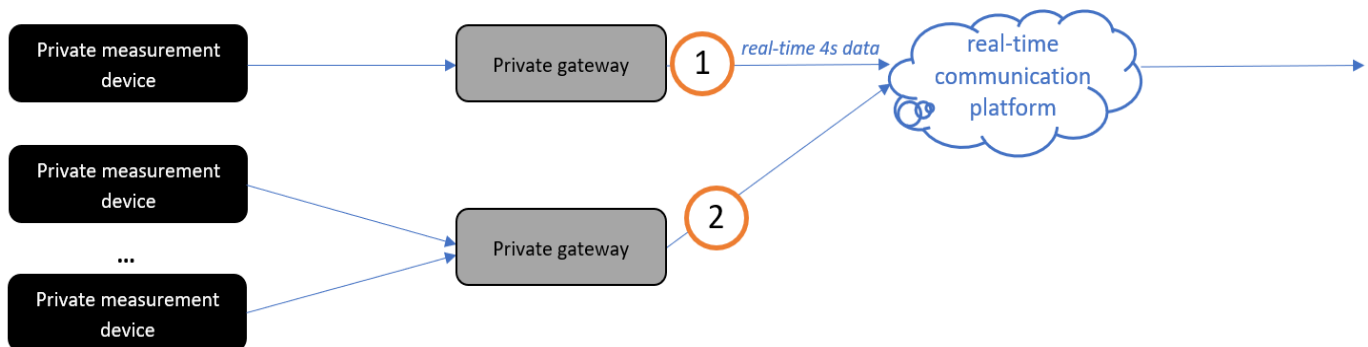 Private measurement
device
Private gateway
1
real-time 4s data
real-time
communication
platform
Private measurement
device
...
Private measurement
device
Private gateway
2